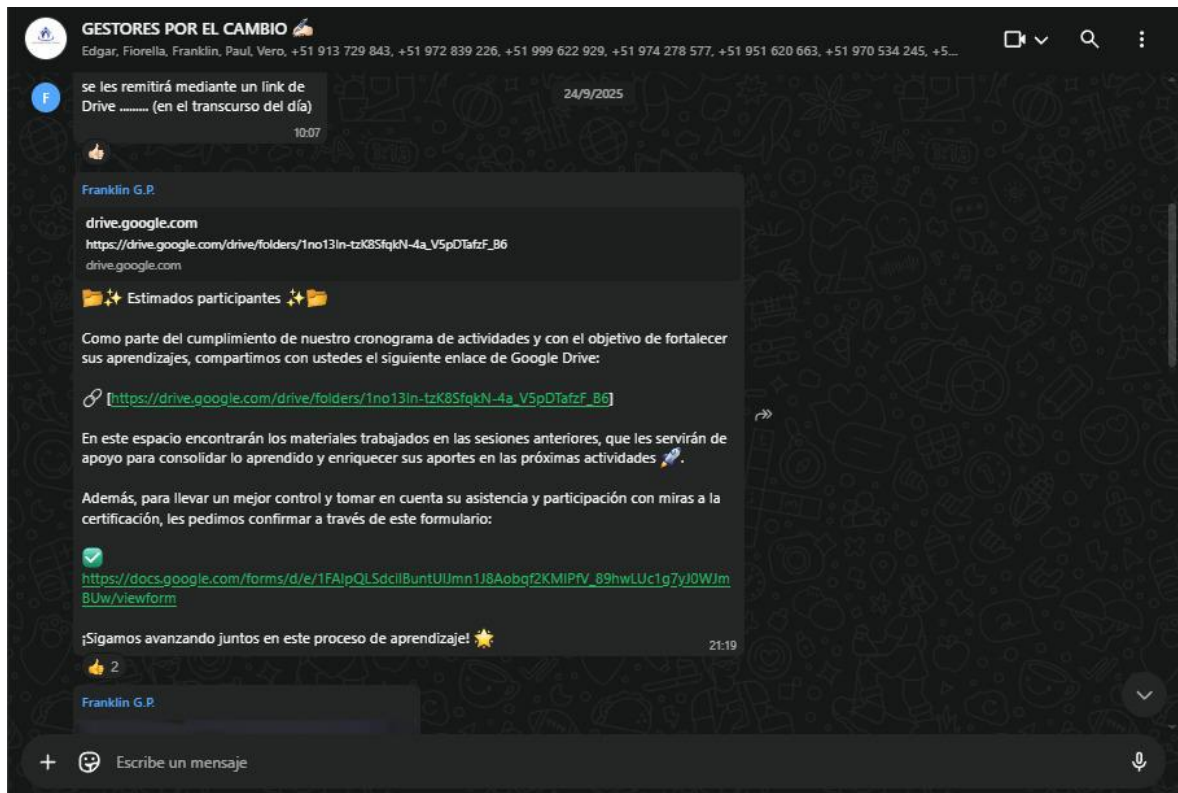 GESTORES POR EL CAMBIO ✍🏻
Edgar, Fiorella, Franklin, Paul, Vero, +51 913 729 843, +51 972 839 226, +51 999 622 929, +51 974 278 577, +51 951 620 663, +51 970 534 245, +5...
24/9/2025
F
se les remitirá mediante un link de
Drive ......... (en el transcurso del día)
10:07
👍🏻
Franklin G.P.
drive.google.com
https://drive.google.com/drive/folders/1no13In-tzK8SfqkN-4a_V5pDTafzF_B6
drive.google.com
📂✨ Estimados participantes ✨📂
Como parte del cumplimiento de nuestro cronograma de actividades y con el objetivo de fortalecer
sus aprendizajes, compartimos con ustedes el siguiente enlace de Google Drive:
🔗 [https://drive.google.com/drive/folders/1no13In-tzK8SfqkN-4a_V5pDTafzF_B6]
En este espacio encontrarán los materiales trabajados en las sesiones anteriores, que les servirán de
apoyo para consolidar lo aprendido y enriquecer sus aportes en las próximas actividades 🚀.
Además, para llevar un mejor control y tomar en cuenta su asistencia y participación con miras a la
certificación, les pedimos confirmar a través de este formulario:
✅
https://docs.google.com/forms/d/e/1FAIpQLSdciIBuntUIJmn1J8Aobqf2KMIPfV_89hwLUc1g7yJ0WJm
BUw/viewform
¡Sigamos avanzando juntos en este proceso de aprendizaje! 🌟
21:19
👍 2
Franklin G.P.
Escribe un mensaje